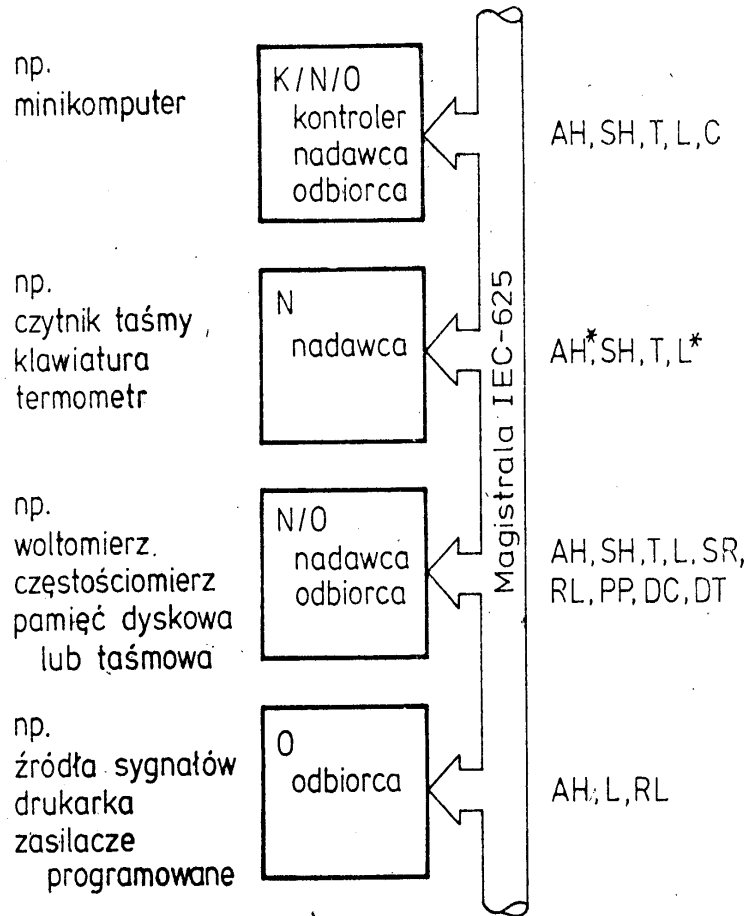 np.
minikomputer
K/N/O
kontroler
nadawca
odbiorca
AH, SH, T, L, C
np.
czytnik taśmy
klawiatura
termometr
N
nadawca
AH*, SH, T, L*
Magistrala IEC-625
np.
woltomierz
częstościomierz
pamięć dyskowa
lub taśmowa
N/O
nadawca
odbiorca
AH, SH, T, L, SR,
RL, PP, DC, DT
np.
źródła sygnałów
drukarka
zasilacze
programowane
O
odbiorca
AH, L, RL